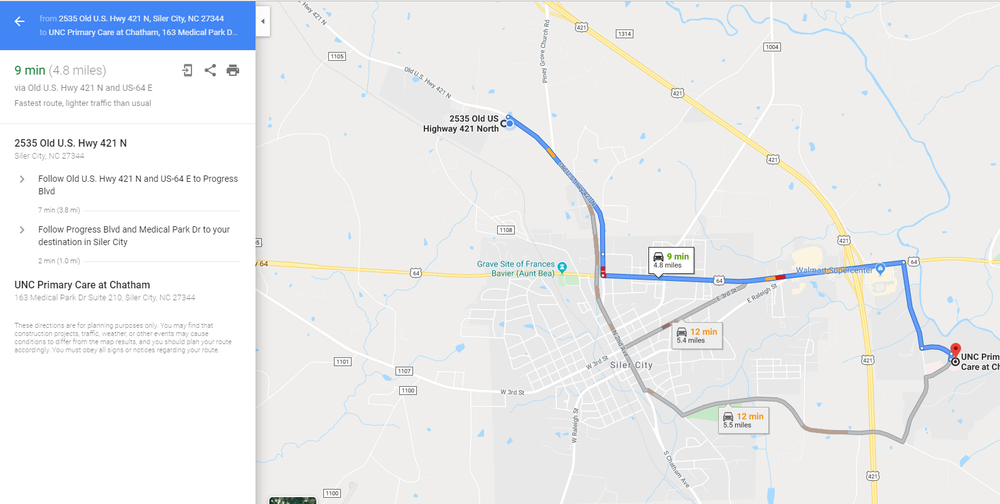 from 2535 Old U.S. Hwy 421 N, Siler City, NC 27344
to UNC Primary Care at Chatham, 163 Medical Park D...
9 min (4.8 miles)
via Old U.S. Hwy 421 N and US-64 E
Fastest route, lighter traffic than usual
2535 Old U.S. Hwy 421 N
Siler City, NC 27344
Follow Old U.S. Hwy 421 N and US-64 E to Progress
Blvd
7 min (3.8 mi)
Follow Progress Blvd and Medical Park Dr to your
destination in Siler City
2 min (1.0 mi)
UNC Primary Care at Chatham
163 Medical Park Dr Suite 210, Siler City, NC 27344
These directions are for planning purposes only. You may find that
construction projects, traffic, weather, or other events may cause
conditions to differ from the map results, and you should plan your route
accordingly. You must obey all signs or notices regarding your route.
Hwy 421 N
421
1314
1004
1105
Piney Grove Church Rd
Old U.S. Hwy 421 N
421
2535 Old US
Highway 421 North
421
Old U.S. Hwy 421 N
1108
421
5
y 64
64
Grave Site of Frances
Bavier (Aunt Bea)
9 min
4.8 miles
64
Walmart Supercenter
64
E 3rd St
E Raleigh St
12 min
5.4 miles
N 2nd Ave
W 3rd St
Siler City
1101
1107
1100
W 3rd St
421
UNC Prim
Care at Ch
12 min
5.5 miles
W Raleigh St
S Chatham Ave
421
1100